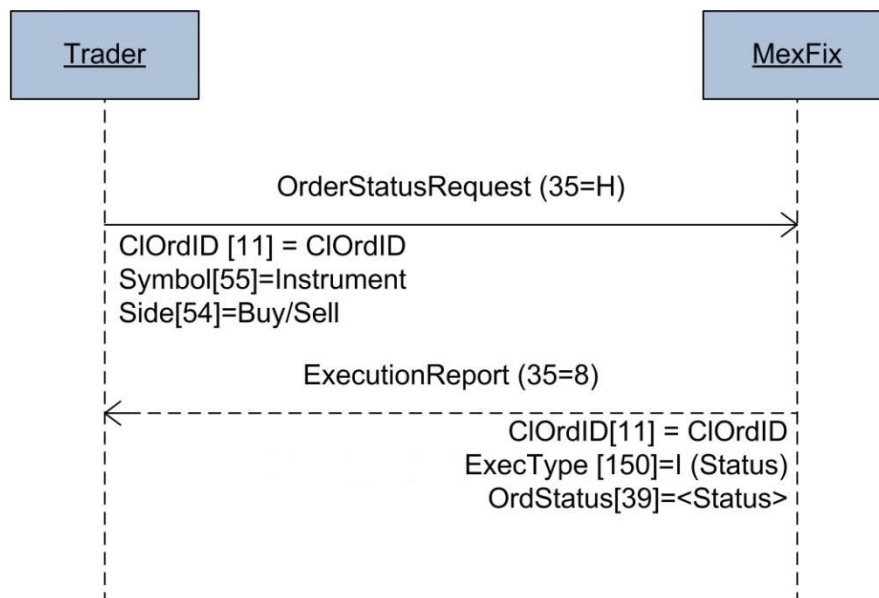 Trader
MexFix
OrderStatusRequest (35=H)
ClOrdID [11] = ClOrdID
Symbol[55]=Instrument
Side[54]=Buy/Sell
ExecutionReport (35=8)
ClOrdID[11] = ClOrdID
ExecType [150]=I (Status)
OrdStatus[39]=<Status>